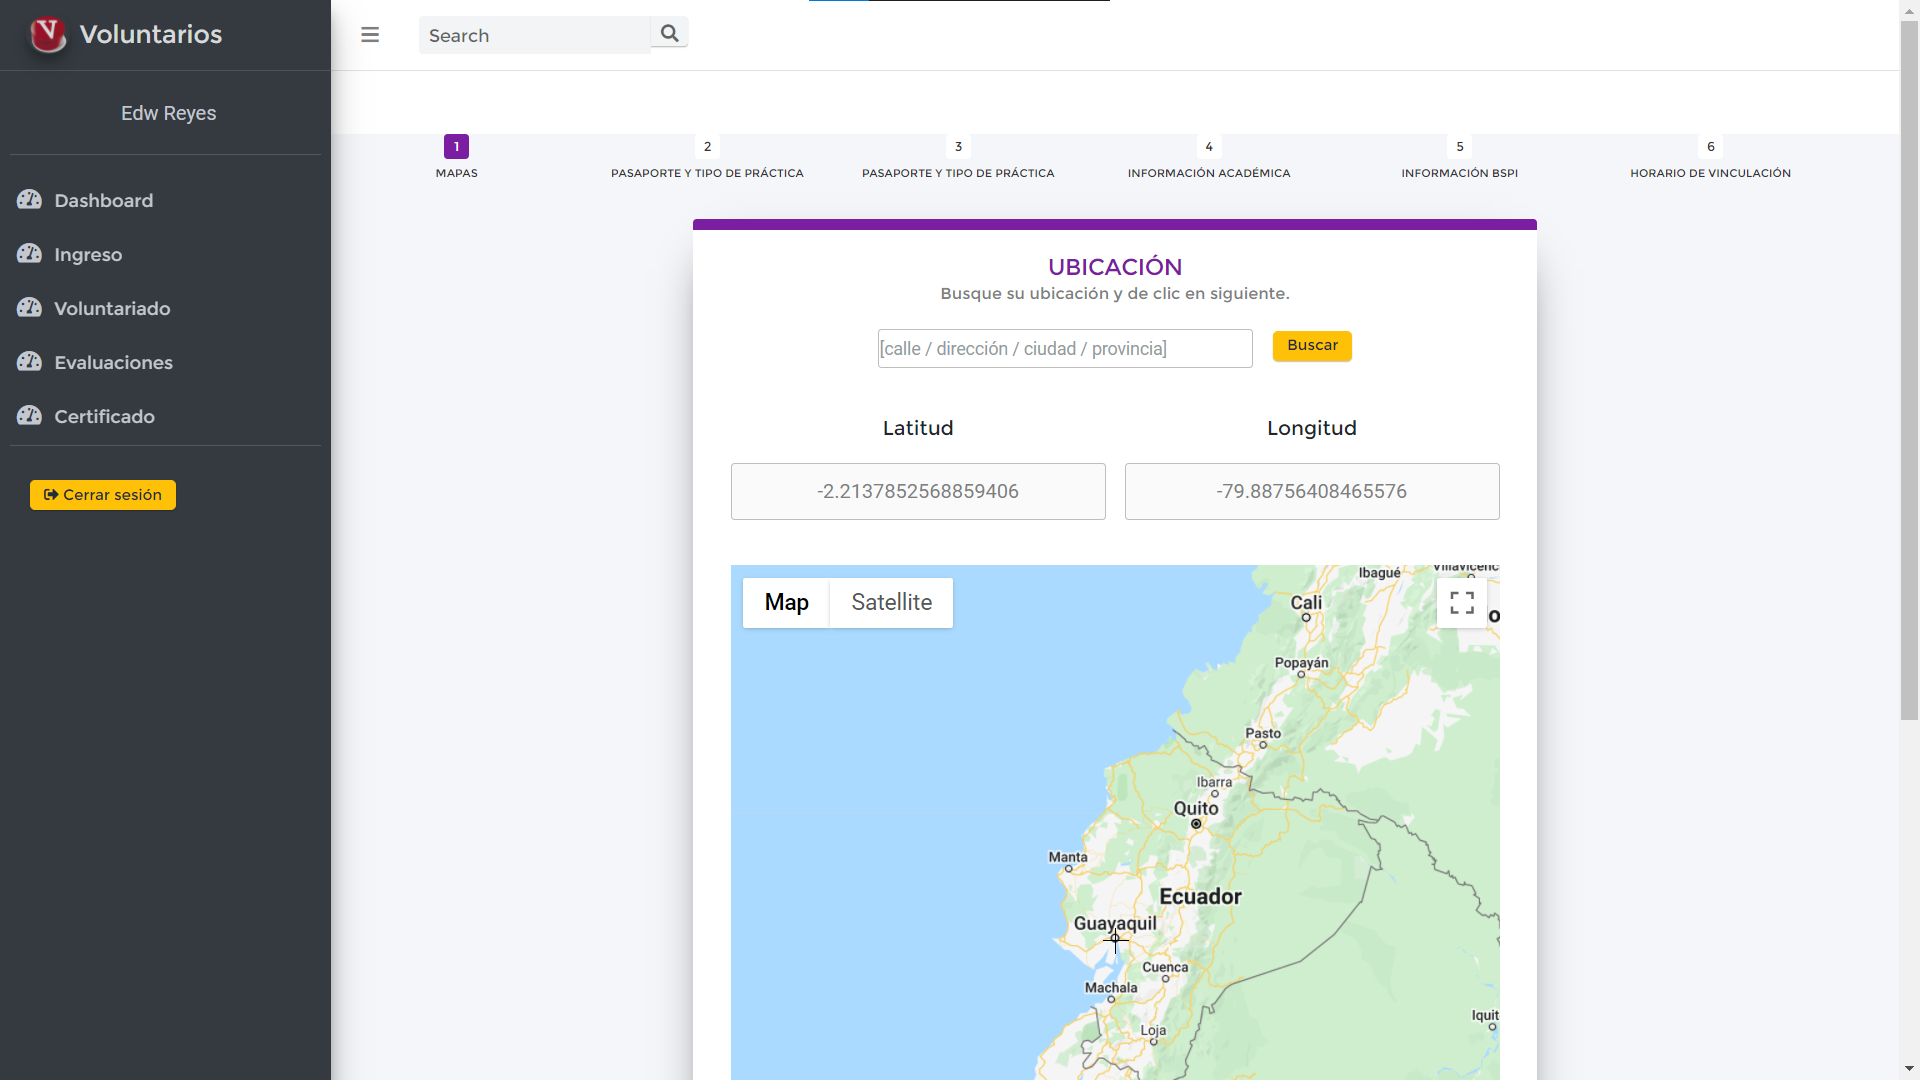 Voluntarios
Search
Edw Reyes
1
2
3
4
5
6
MAPAS
PASAPORTE Y TIPO DE PRÁCTICA
PASAPORTE Y TIPO DE PRÁCTICA
INFORMACIÓN ACADÉMICA
INFORMACIÓN BSPI
HORARIO DE VINCULACIÓN
Dashboard
Ingreso
Voluntariado
Evaluaciones
Certificado
Cerrar sesión
UBICACIÓN
Busque su ubicación y de clic en siguiente.
[calle / dirección / ciudad / provincia]
Buscar
Latitud
Longitud
-2.2137852568859406
-79.88756408465576
Map
Satellite
Ibagué
Villavicenc
Cali
o
Popayán
Pasto
Ibarra
Quito
Manta
Ecuador
Guayaquil
Cuenca
Machala
Iquit
Loja